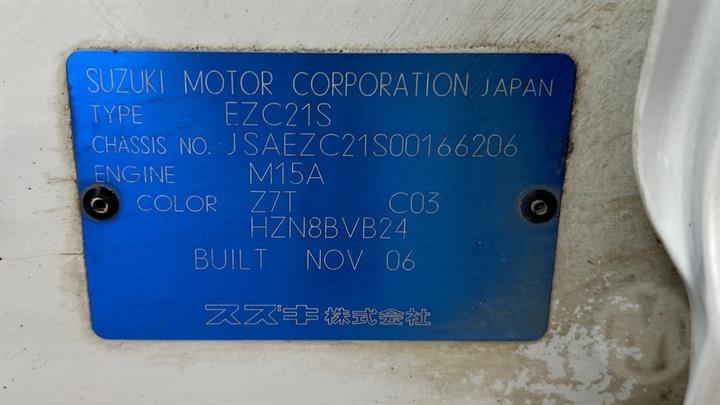 SUZUKI MOTOR CORPORATION JAPAN
TYPE EZC21S
CHASSIS NO. JSAEZC21S00166206
ENGINE M15A
COLOR Z7T C03
HZN8BVB24
BUILT NOV 06
スズキ株式会社